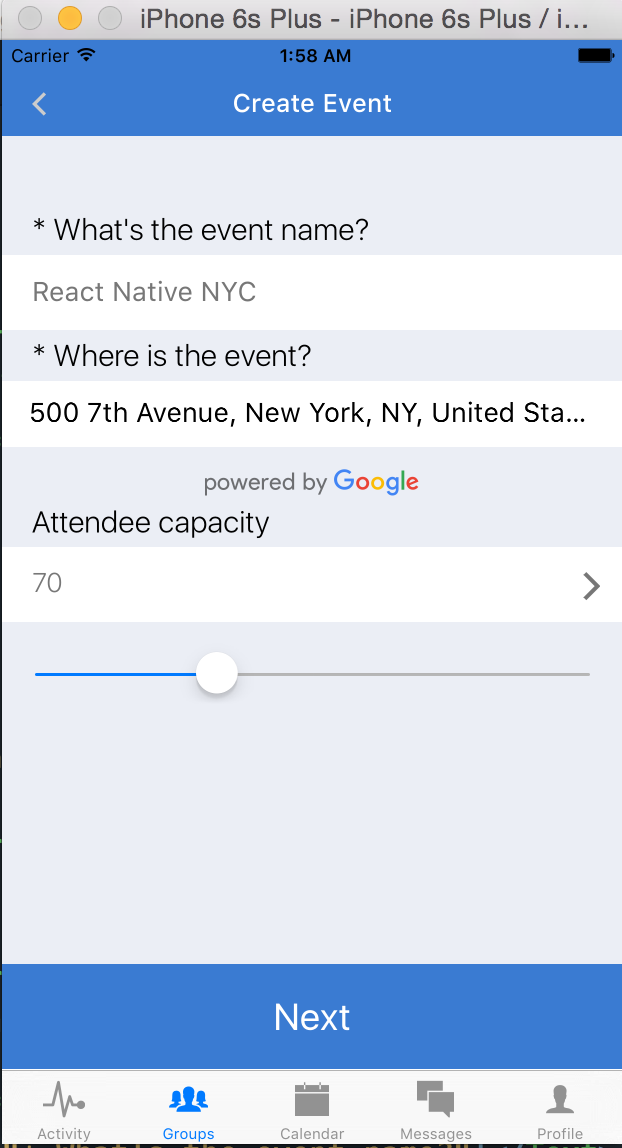 iPhone 6s Plus - iPhone 6s Plus / i...
Carrier 1:58 AM
Create Event
* What's the event name?
React Native NYC
* Where is the event?
500 7th Avenue, New York, NY, United Sta...
powered by Google
Attendee capacity
70
Next
Activity Groups Calendar Messages Profile